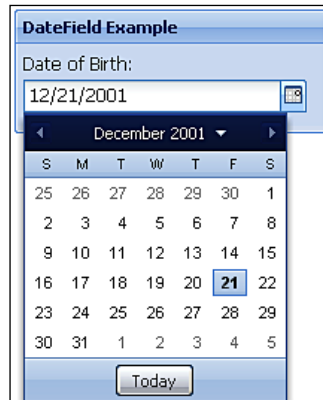 DateField Example
Date of Birth:
12/21/2001
December 2001
S M T W T F S
25 26 27 28 29 30 1
2 3 4 5 6 7 8
9 10 11 12 13 14 15
16 17 18 19 20 21 22
23 24 25 26 27 28 29
30 31 1 2 3 4 5
Today